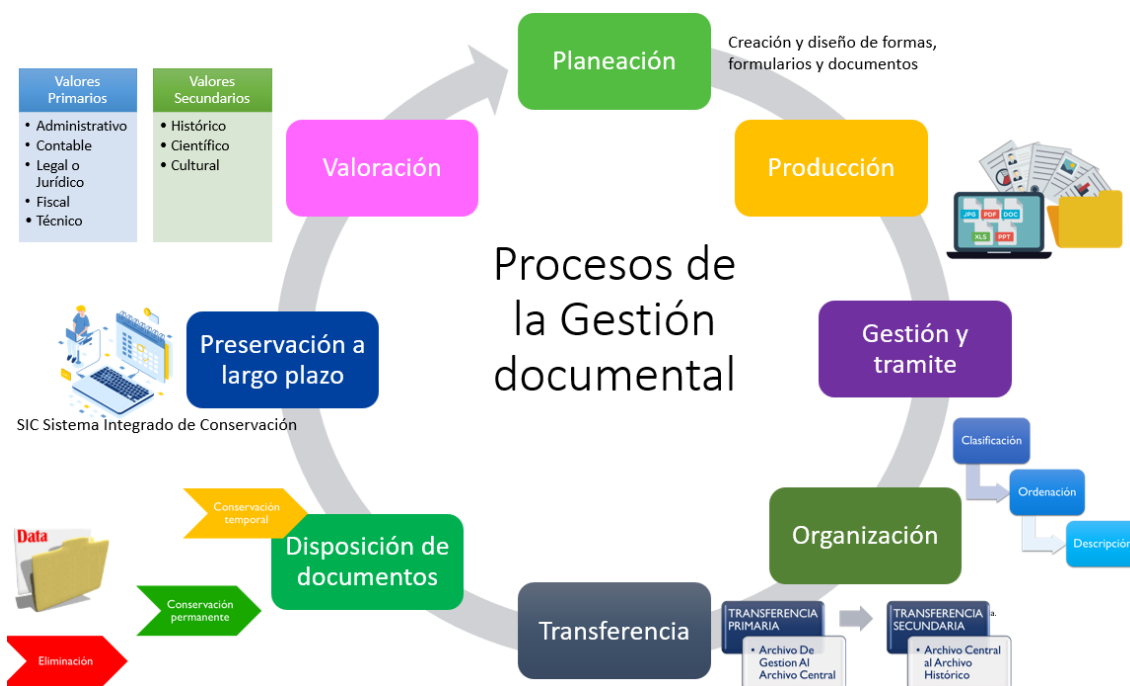 Planeación
Creación y diseño de formas,
formularios y documentos
Valores
Primarios
• Administrativo
• Contable
• Legal o
Jurídico
• Fiscal
• Técnico
Valores
Secundarios
• Histórico
• Científico
• Cultural
Valoración
Producción
JPG
PDF
DOC
XLS
PPT
Procesos de
la Gestión
documental
Preservación a
largo plazo
Gestión y
tramite
SIC Sistema Integrado de Conservación
Clasificación
Ordenación
Descripción
Organización
Conservación
temporal
Data
Disposición de
documentos
Conservación
permanente
Eliminación
Transferencia
TRANSFERENCIA
PRIMARIA
• Archivo De
Gestion Al
Archivo Central
TRANSFERENCIA
SECUNDARIA
a.
• Archivo Central
al Archivo
Histórico